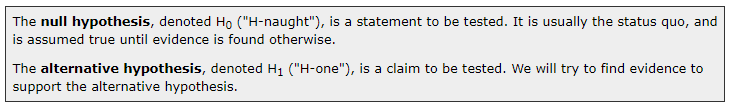 The null hypothesis, denoted H0 ("H-naught"), is a statement to be tested. It is usually the status quo, and
is assumed true until evidence is found otherwise.
The alternative hypothesis, denoted H1 ("H-one"), is a claim to be tested. We will try to find evidence to
support the alternative hypothesis.